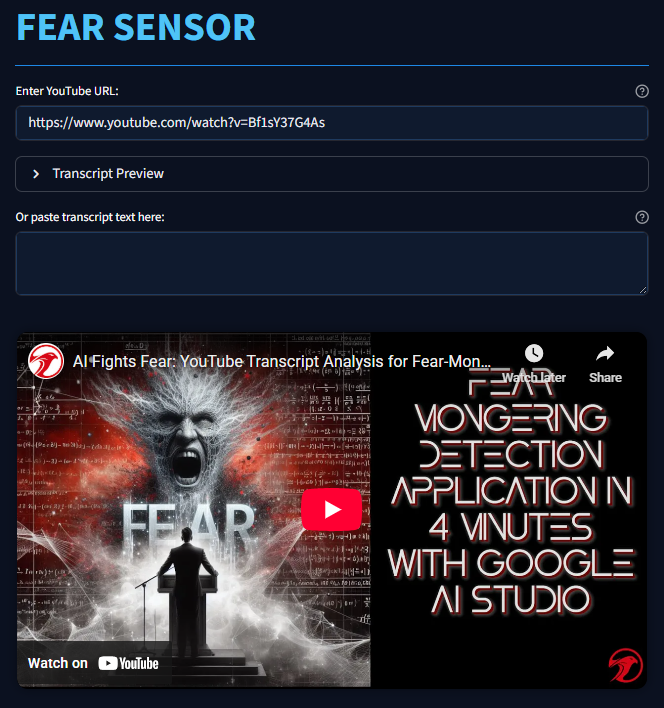 FEAR SENSOR
Enter YouTube URL:
https://www.youtube.com/watch?v=Bf1sY37G4As
Transcript Preview
Or paste transcript text here:
AI Fights Fear: YouTube Transcript Analysis for Fear-Mon...
Watch later
Share
FEAR
FEAR
MONGERING
DETECTION
APPLICATION IN
4 MINUTES
WITH GOOGLE
AI STUDIO
Watch on YouTube